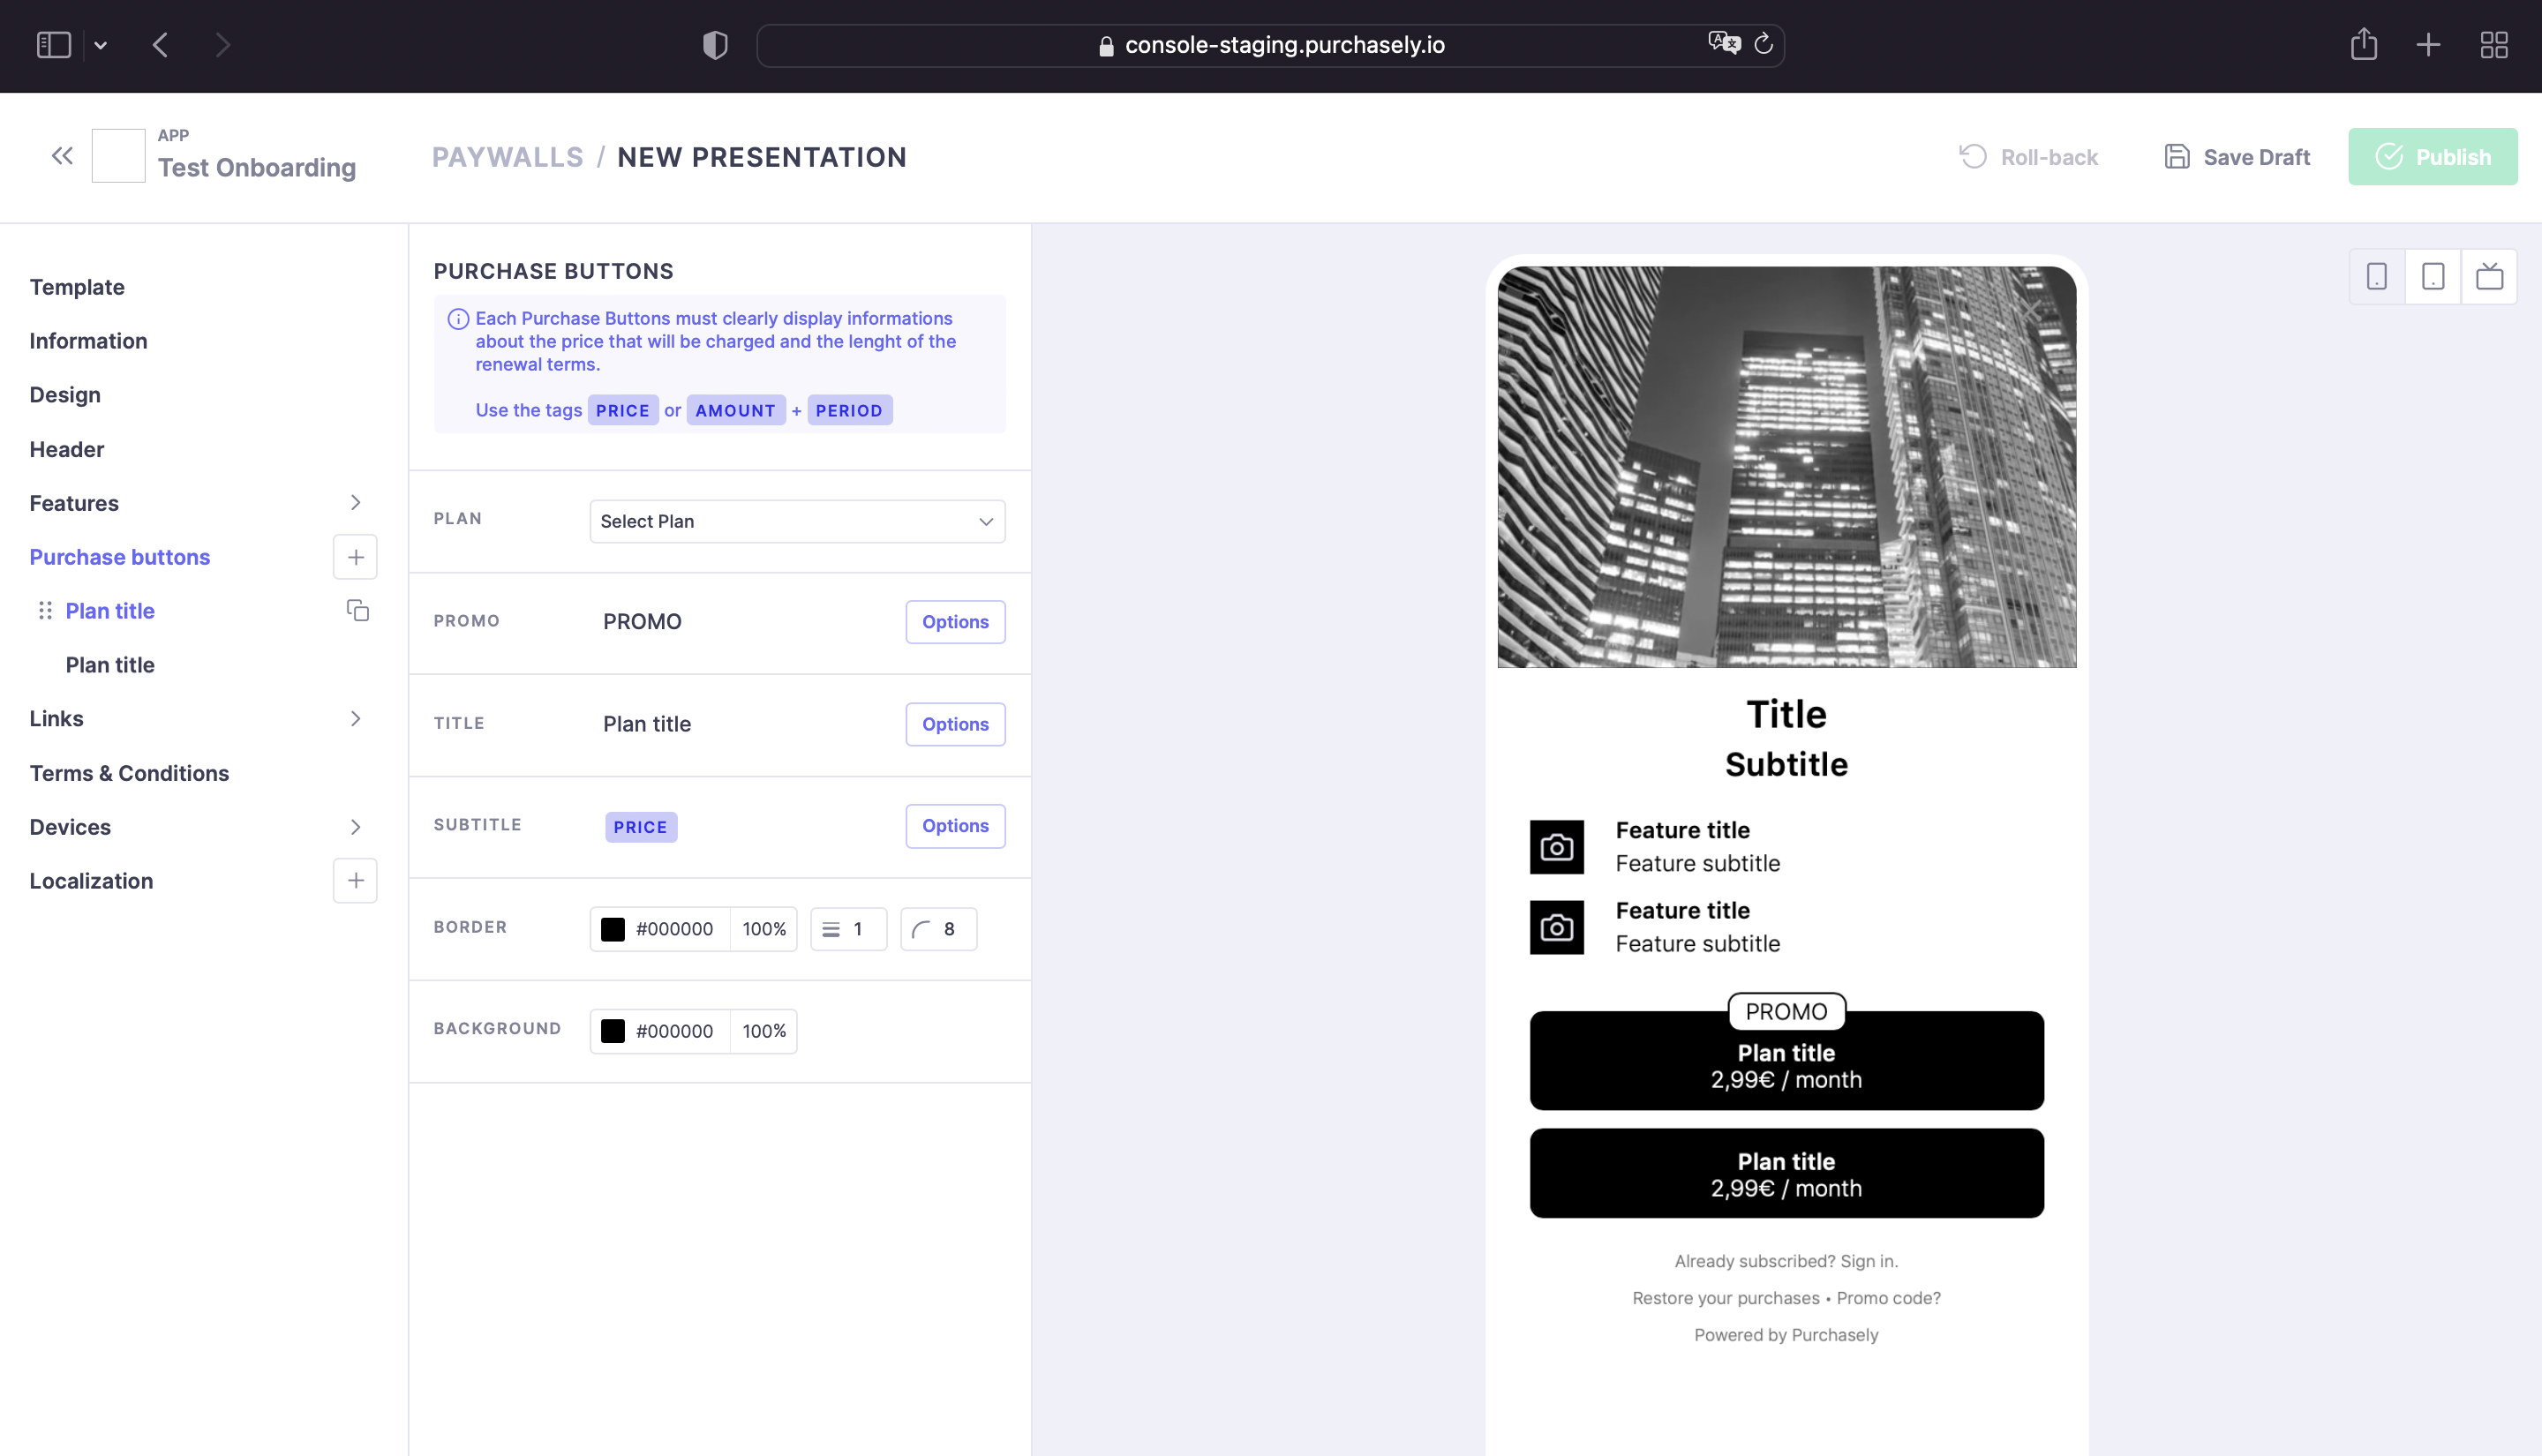 console-staging.purchasely.io
APP
Test Onboarding
PAYWALLS / NEW PRESENTATION
Roll-back
Save Draft
Publish
Template
Information
Design
Header
Features
Purchase buttons
Plan title
Plan title
Links
Terms & Conditions
Devices
Localization
PURCHASE BUTTONS
Each Purchase Buttons must clearly display informations
about the price that will be charged and the lenght of the
renewal terms.
Use the tags PRICE or AMOUNT + PERIOD
PLAN
Select Plan
PROMO
PROMO
Options
TITLE
Plan title
Options
SUBTITLE
PRICE
Options
BORDER
#000000 100% 1 8
BACKGROUND
#000000 100%
Title
Subtitle
Feature title
Feature subtitle
Feature title
Feature subtitle
PROMO
Plan title
2,99€ / month
Plan title
2,99€ / month
Already subscribed? Sign in.
Restore your purchases • Promo code?
Powered by Purchasely